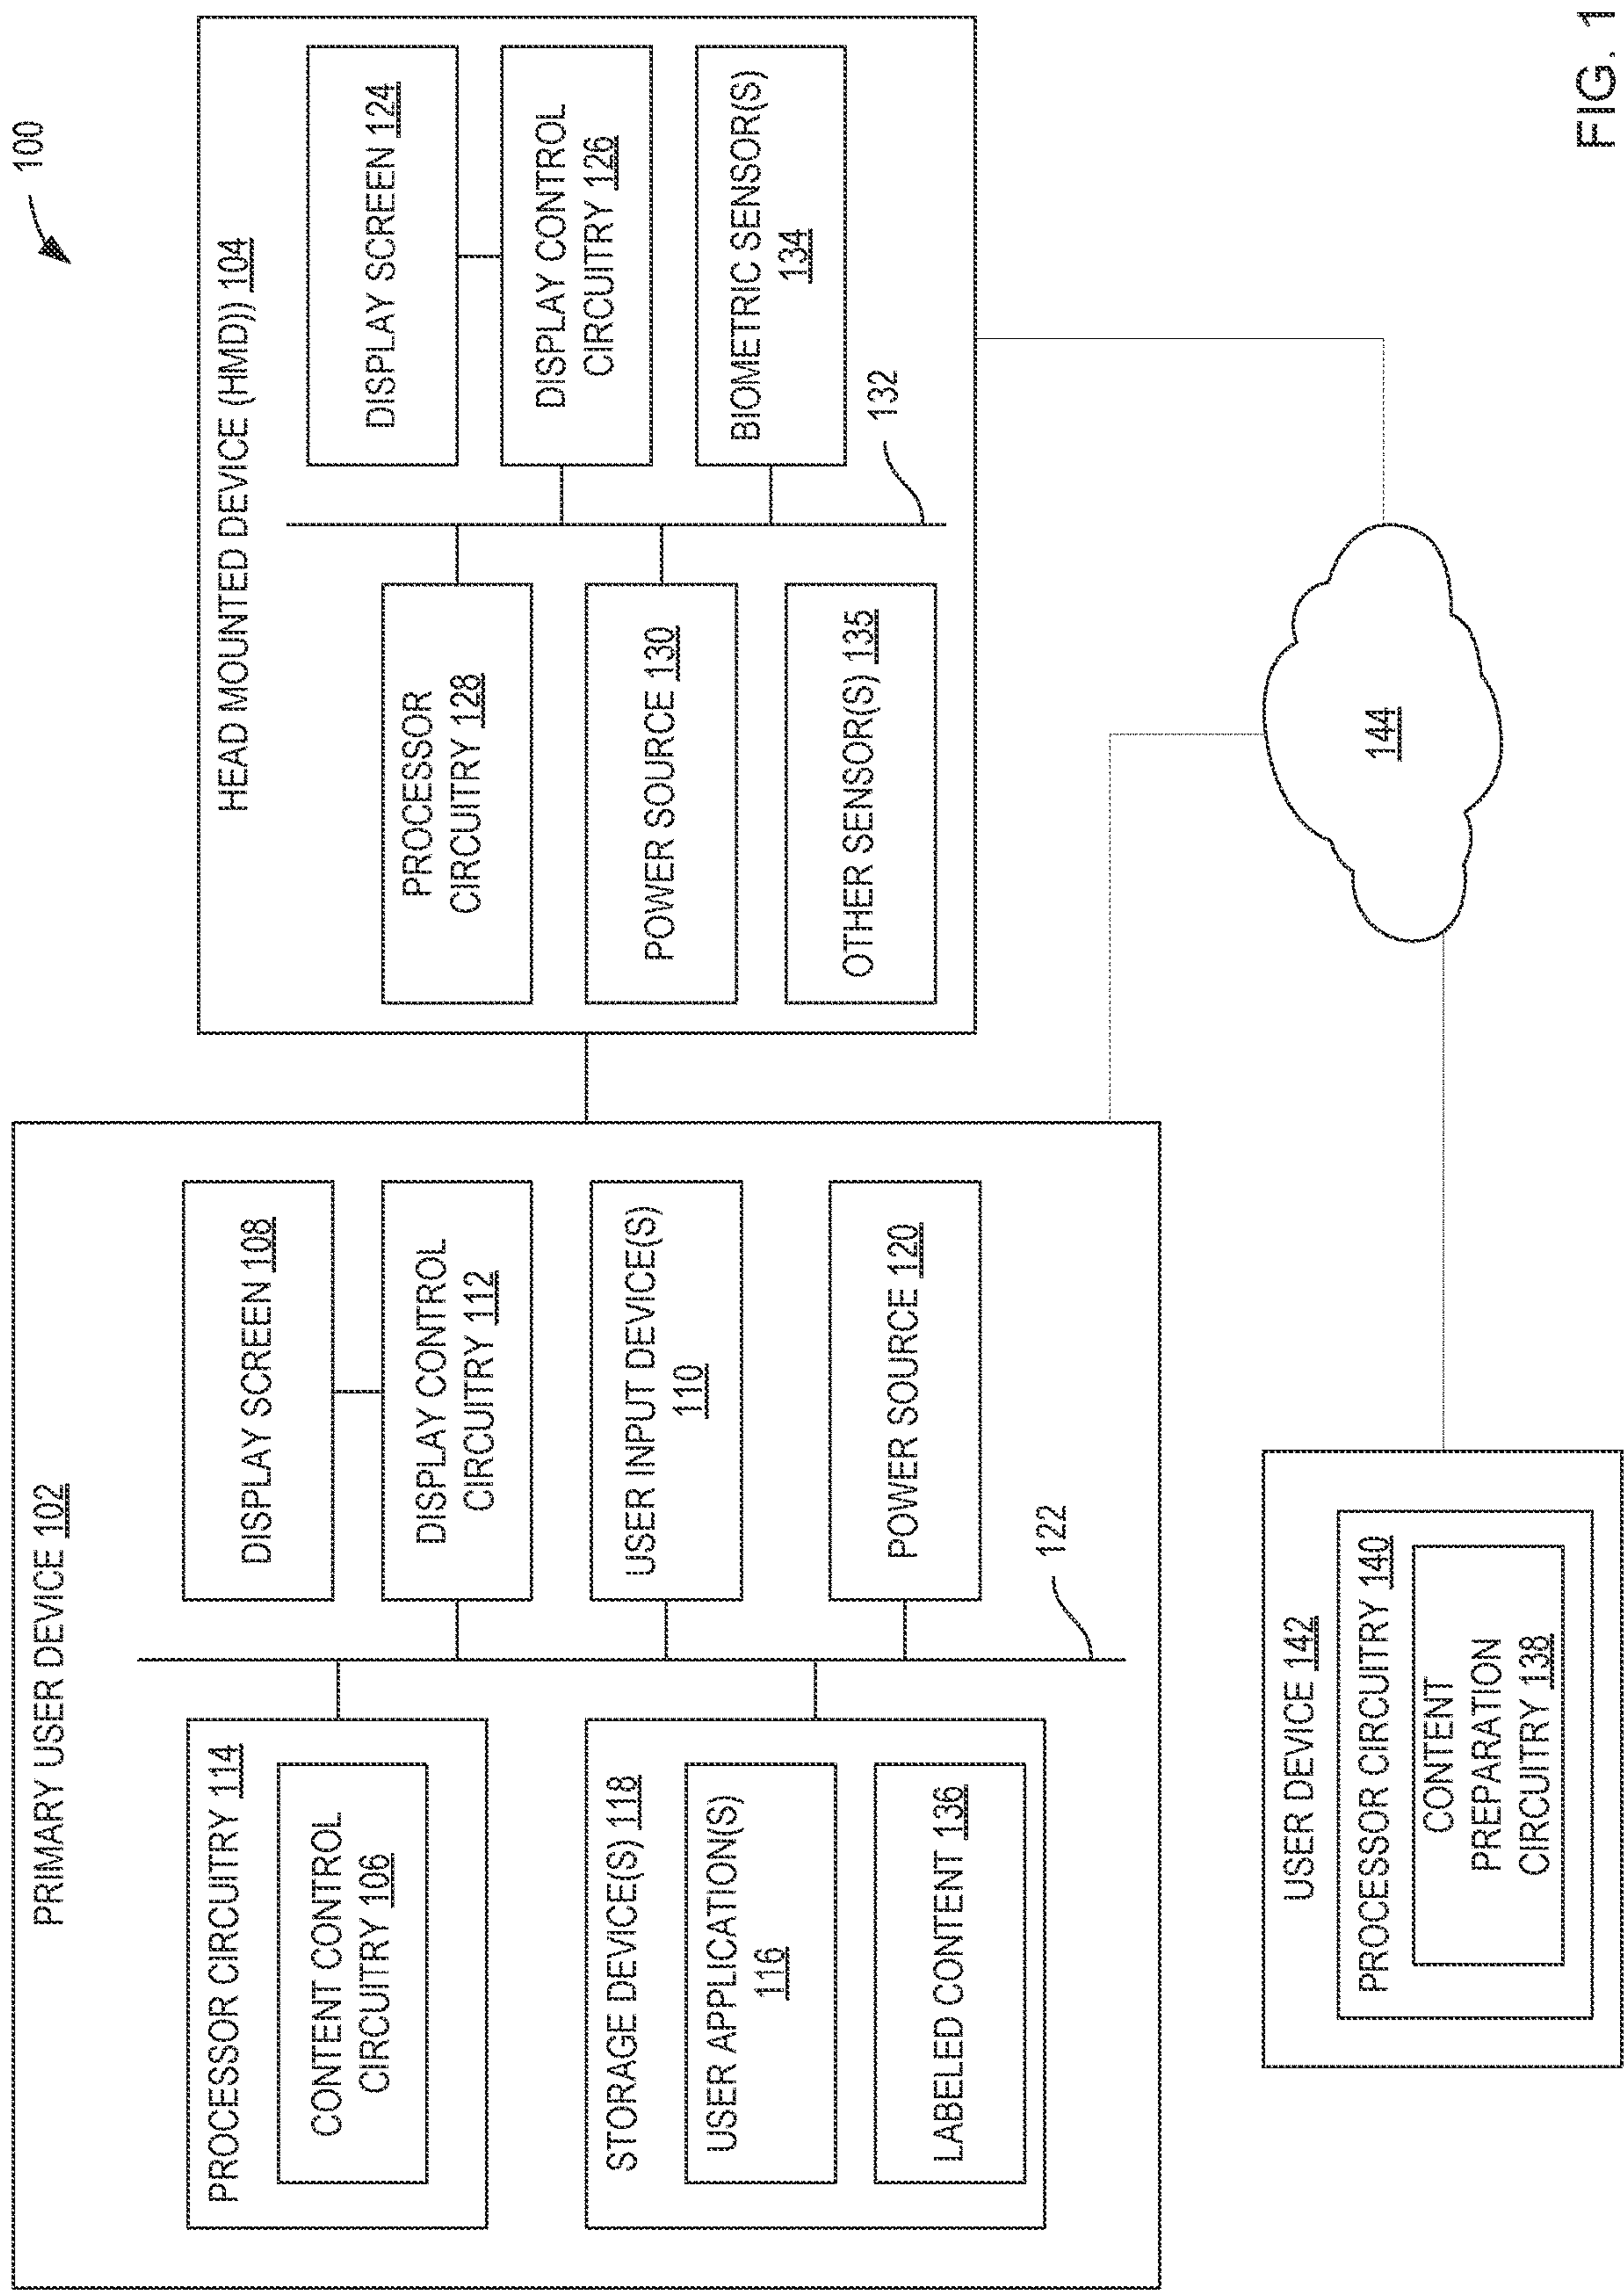 100
PRIMARY USER DEVICE 102
PROCESSOR CIRCUITRY 114
CONTENT CONTROL
CIRCUITRY 106
STORAGE DEVICE(S) 118
USER APPLICATION(S)
116
LABELED CONTENT 136
DISPLAY SCREEN 108
DISPLAY CONTROL
CIRCUITRY 112
USER INPUT DEVICE(S)
110
POWER SOURCE 120
122
HEAD MOUNTED DEVICE (HMD)) 104
PROCESSOR
CIRCUITRY 128
POWER SOURCE 130
OTHER SENSOR(S) 135
DISPLAY SCREEN 124
DISPLAY CONTROL
CIRCUITRY 126
BIOMETRIC SENSOR(S)
134
132
USER DEVICE 142
PROCESSOR CIRCUITRY 140
CONTENT
PREPARATION
CIRCUITRY 138
144
FIG. 1